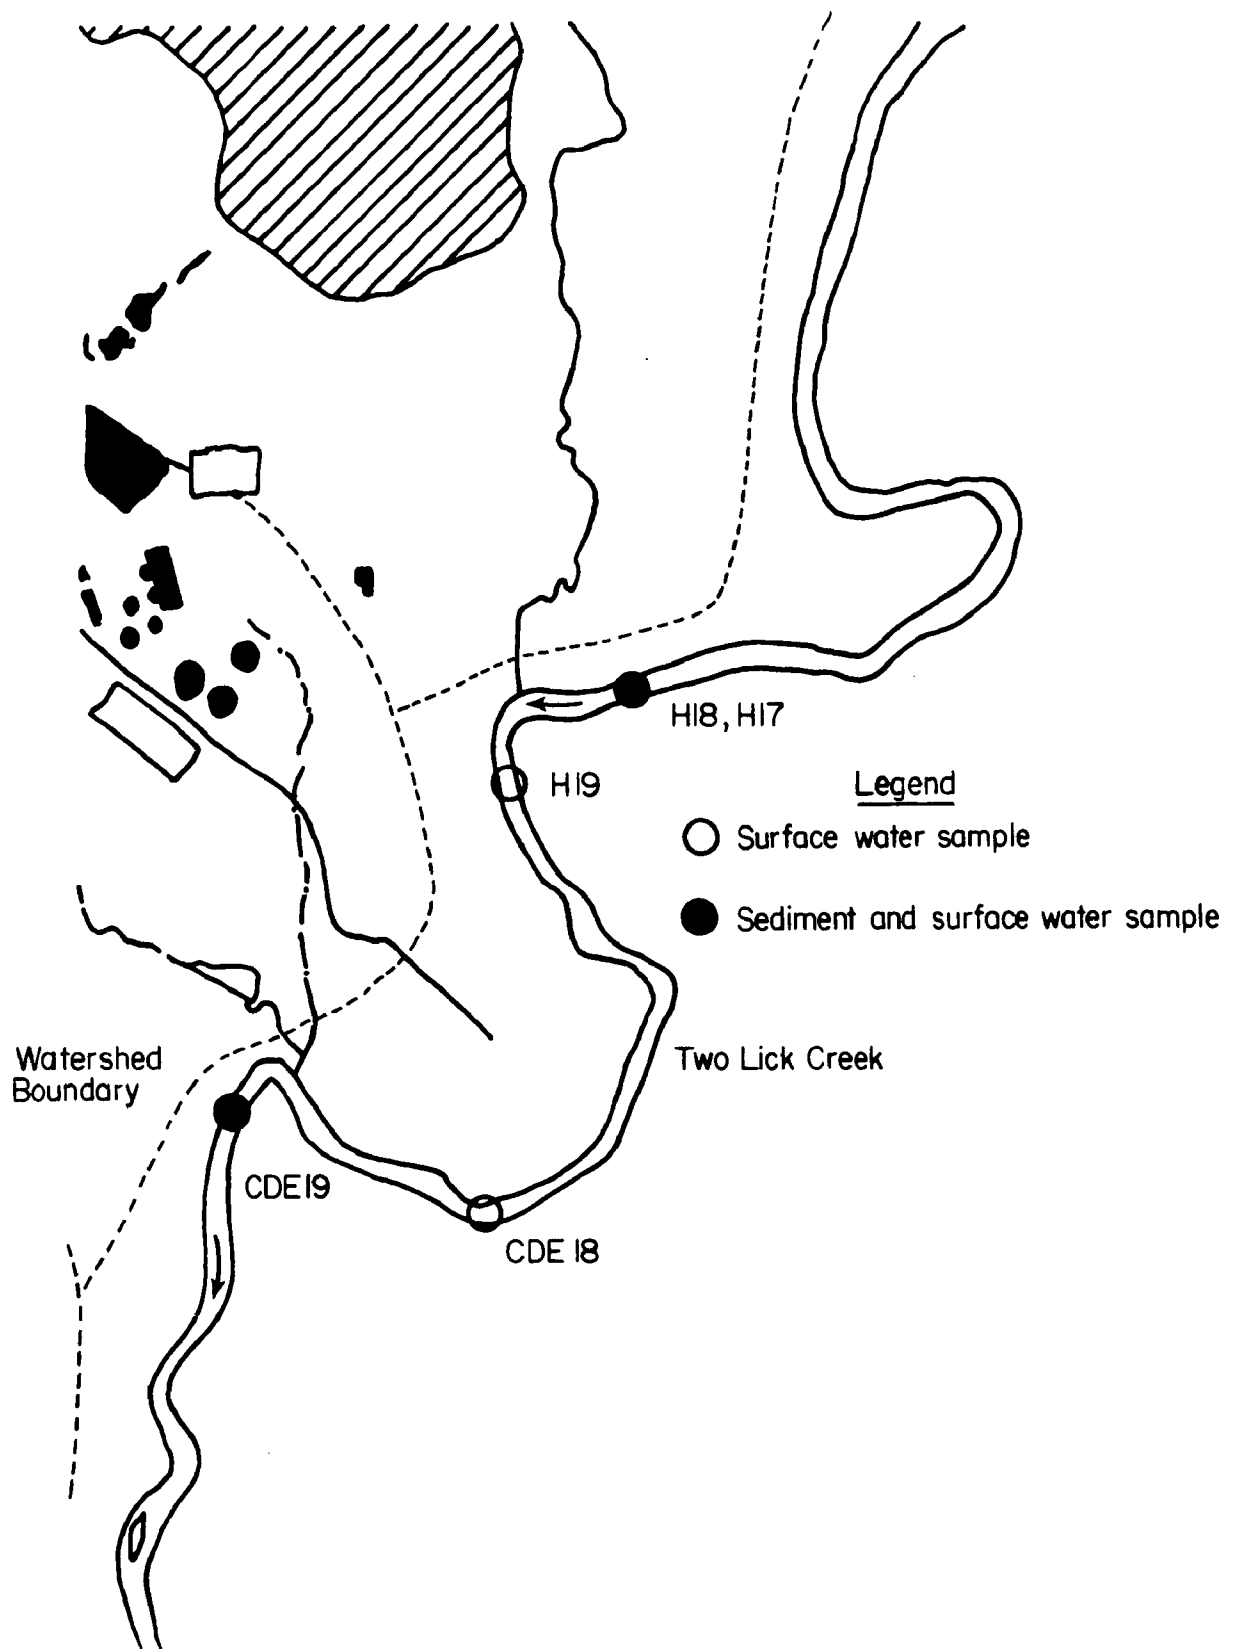 H18, H17
H19
Legend
Surface water sample
Sediment and surface water sample
Watershed
Boundary
Two Lick Creek
CDE19
CDE 18